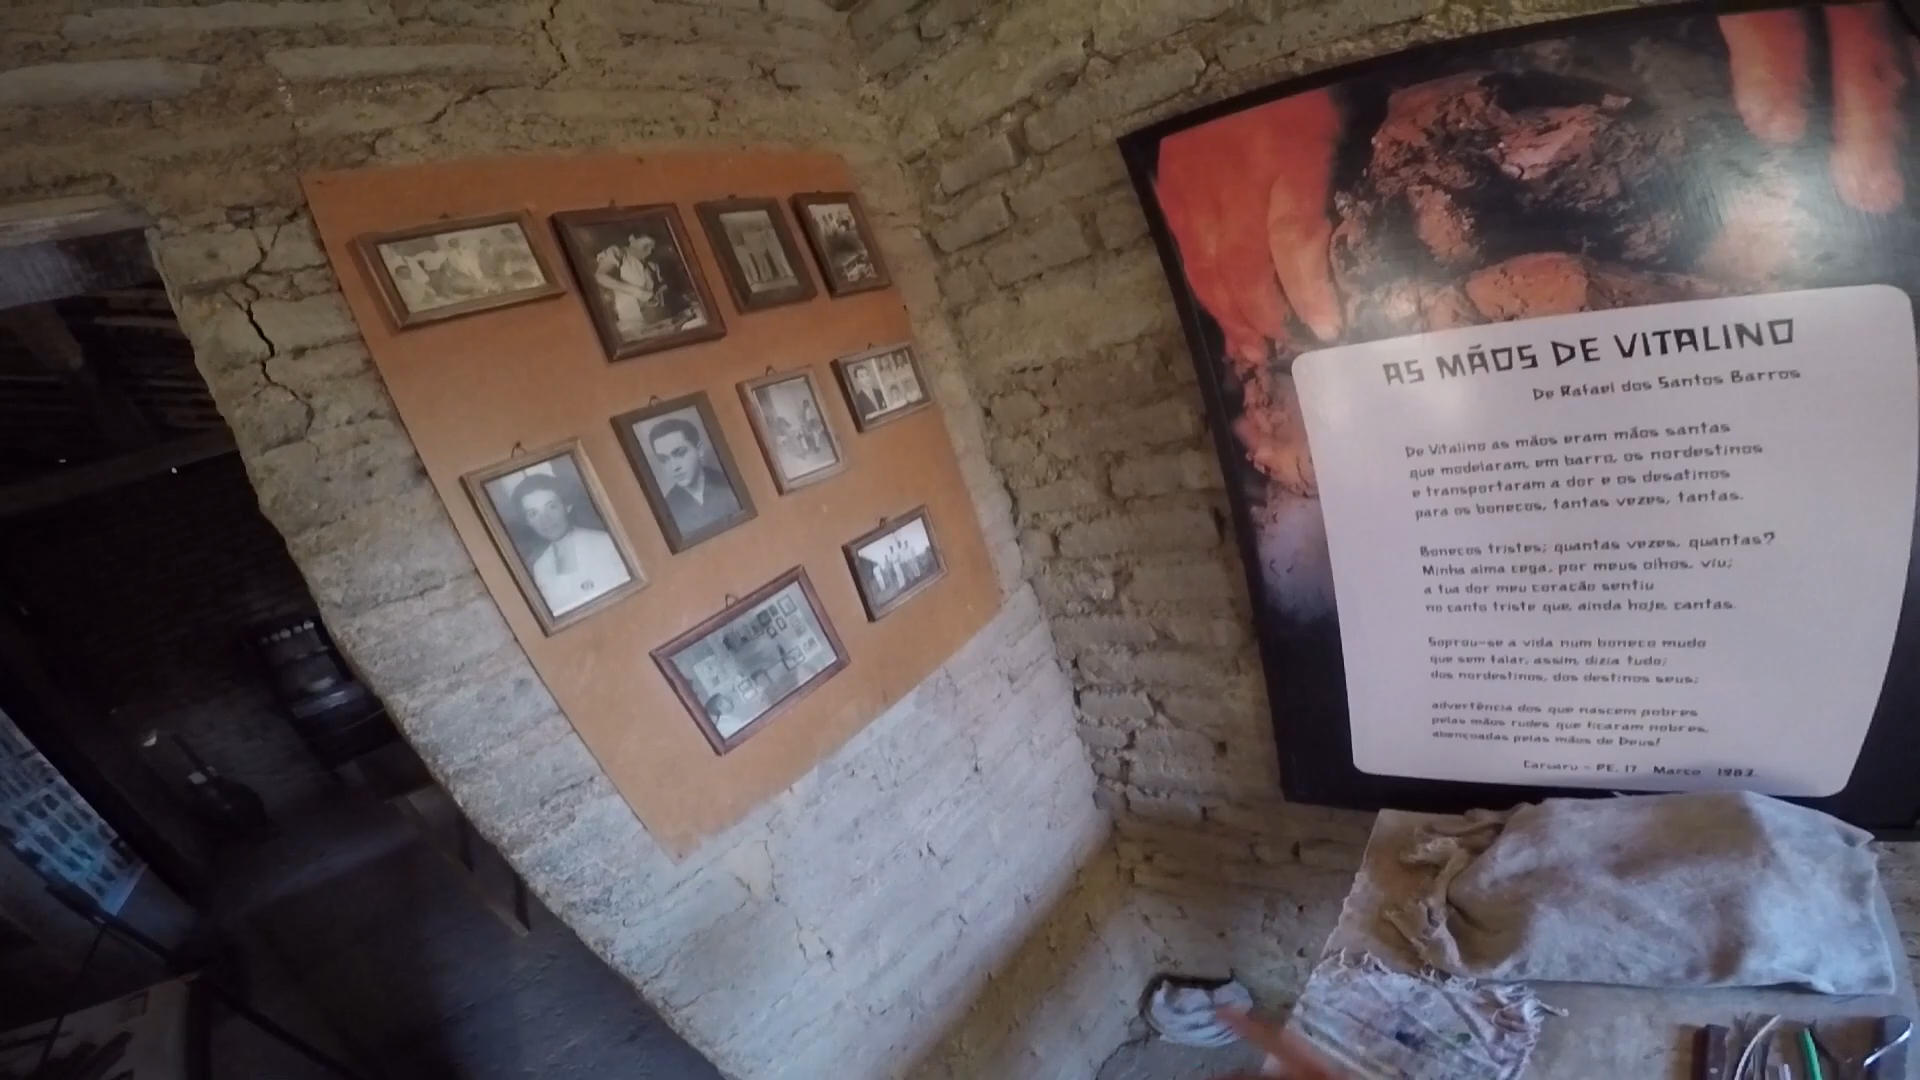 AS MÃOS DE VITALINO
De Rafael dos Santos Barros
De Vitalino as mãos eram mãos santas
que modelaram, em barro, os nordestinos
e transportaram a dor e os desatinos
para os bonecos, tantas vezes, tantas.
Bonecos tristes; quantas vezes, quantas?
Minha alma cega, por meus olhos, viu;
a tua dor meu coração sentiu
no canto triste que, ainda hoje, cantas.
Soprou-se a vida num boneco mudo
que sem falar, assim, dizia tudo;
dos nordestinos, dos destinos seus;
advertência dos que nascem pobres
pelas mãos rudes que ficaram nobres,
abençoadas pelas mãos de Deus!
Caruaru - PE, 17 Março